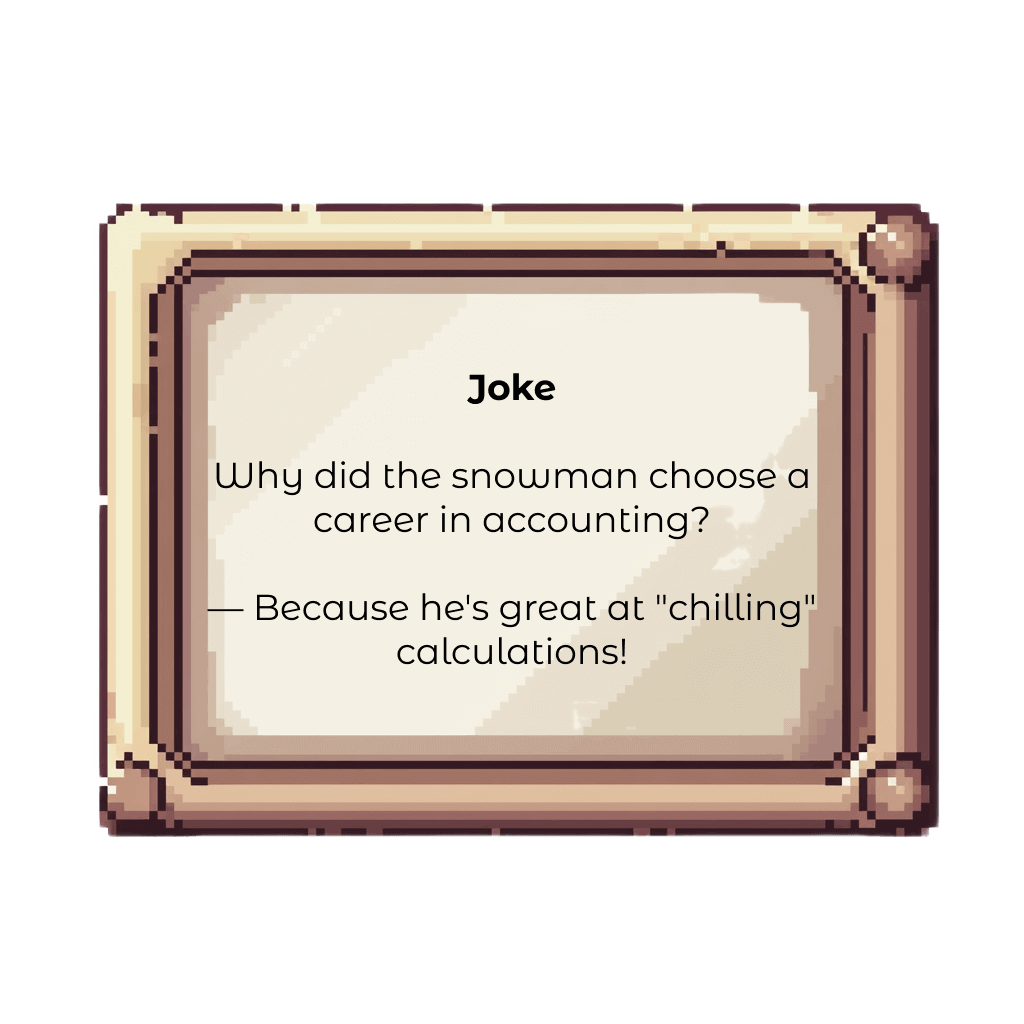 Joke
Why did the snowman choose a
career in accounting?
— Because he's great at "chilling"
calculations!